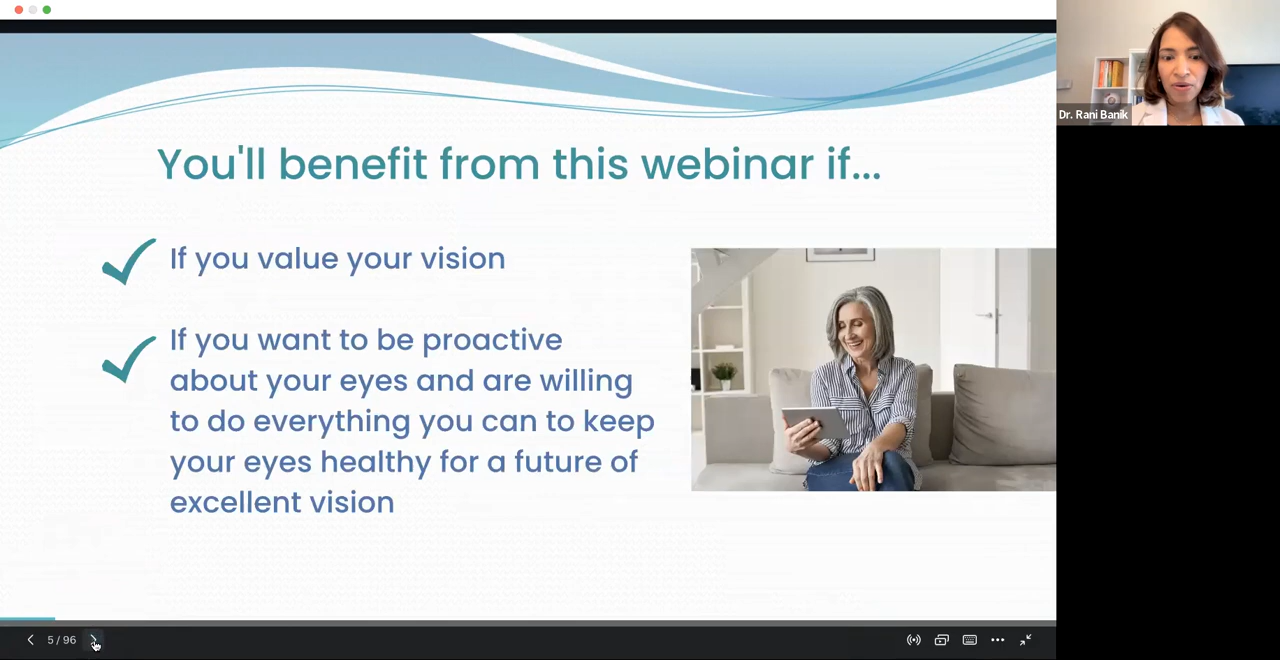 You'll benefit from this webinar if...
If you value your vision
If you want to be proactive
about your eyes and are willing
to do everything you can to keep
your eyes healthy for a future of
excellent vision
Dr. Rani Banik
5 / 96